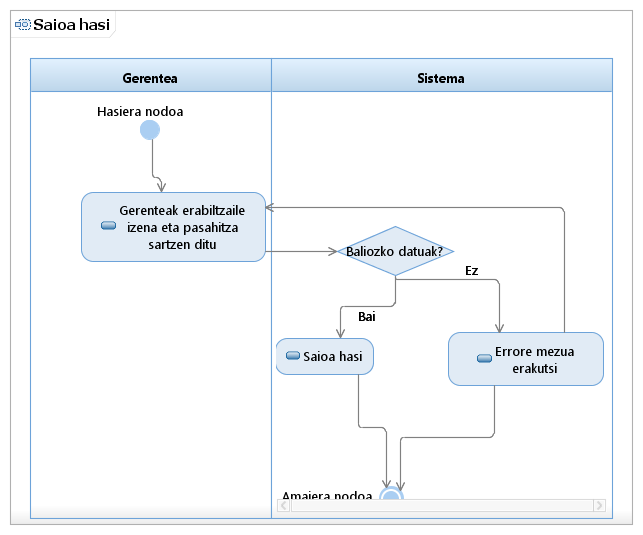 Saioa hasi
Gerentea
Sistema
Hasiera nodoa
Gerenteak erabiltzaile
izena eta pasahitza
sartzen ditu
Baliozko datuak?
Ez
Bai
Saioa hasi
Errore mezua
erakutsi
Amaiera nodoa